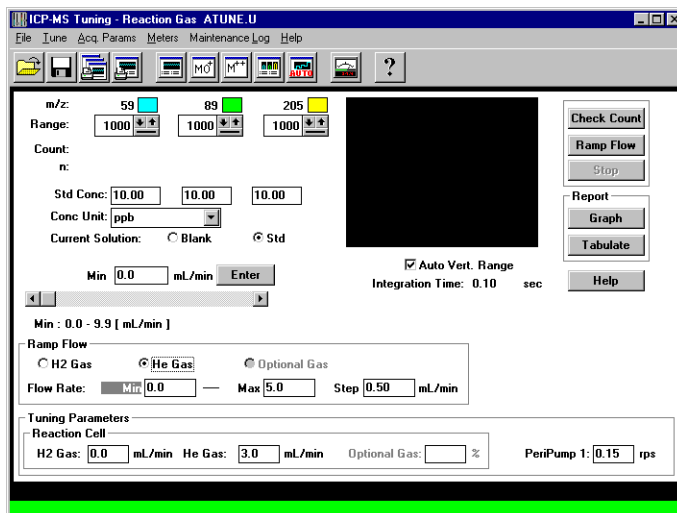 ICP-MS Tuning - Reaction Gas ATUNE.U
File Tune Acq. Params Meters Maintenance Log Help
MO+ M++ AUTO ?
m/z: 59 89 205
Range: 1000 1000 1000
Count:
n:
Std Conc: 10.00 10.00 10.00
Conc Unit: ppb
Current Solution: Blank Std
Min 0.0 mL/min Enter
Min : 0.0 - 9.9 [ mL/min ]
Auto Vert. Range
Integration Time: 0.10 sec
Check Count
Ramp Flow
Stop
Report
Graph
Tabulate
Help
Ramp Flow
H2 Gas He Gas Optional Gas
Flow Rate: Min 0.0 — Max 5.0 Step 0.50 mL/min
Tuning Parameters
Reaction Cell
H2 Gas: 0.0 mL/min He Gas: 3.0 mL/min Optional Gas: % PeriPump 1: 0.15 rps